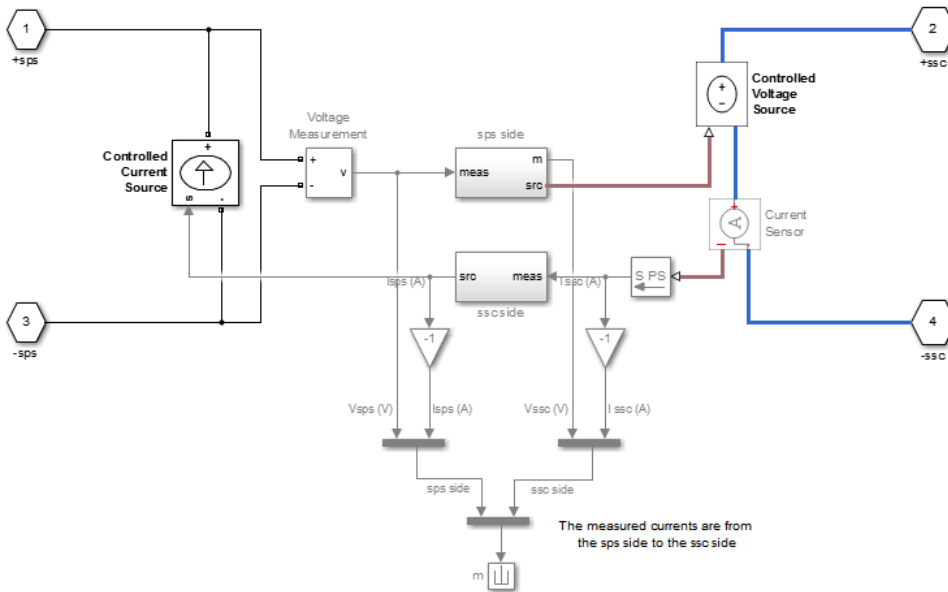 1
+sps
2
+ssc
Controlled
Voltage
Source
+
−
Voltage
Measurement
+
-
v
sps side
meas
m
src
Controlled
Current
Source
+
s
-
A
+
−
Current
Sensor
Isps (A)
src
meas
ssc side
I ssc (A)
S PS
3
-sps
4
-ssc
-1
-1
Vsps (V)
Isps (A)
Vssc (V)
I ssc (A)
sps side
ssc side
The measured currents are from
the sps side to the ssc side
m